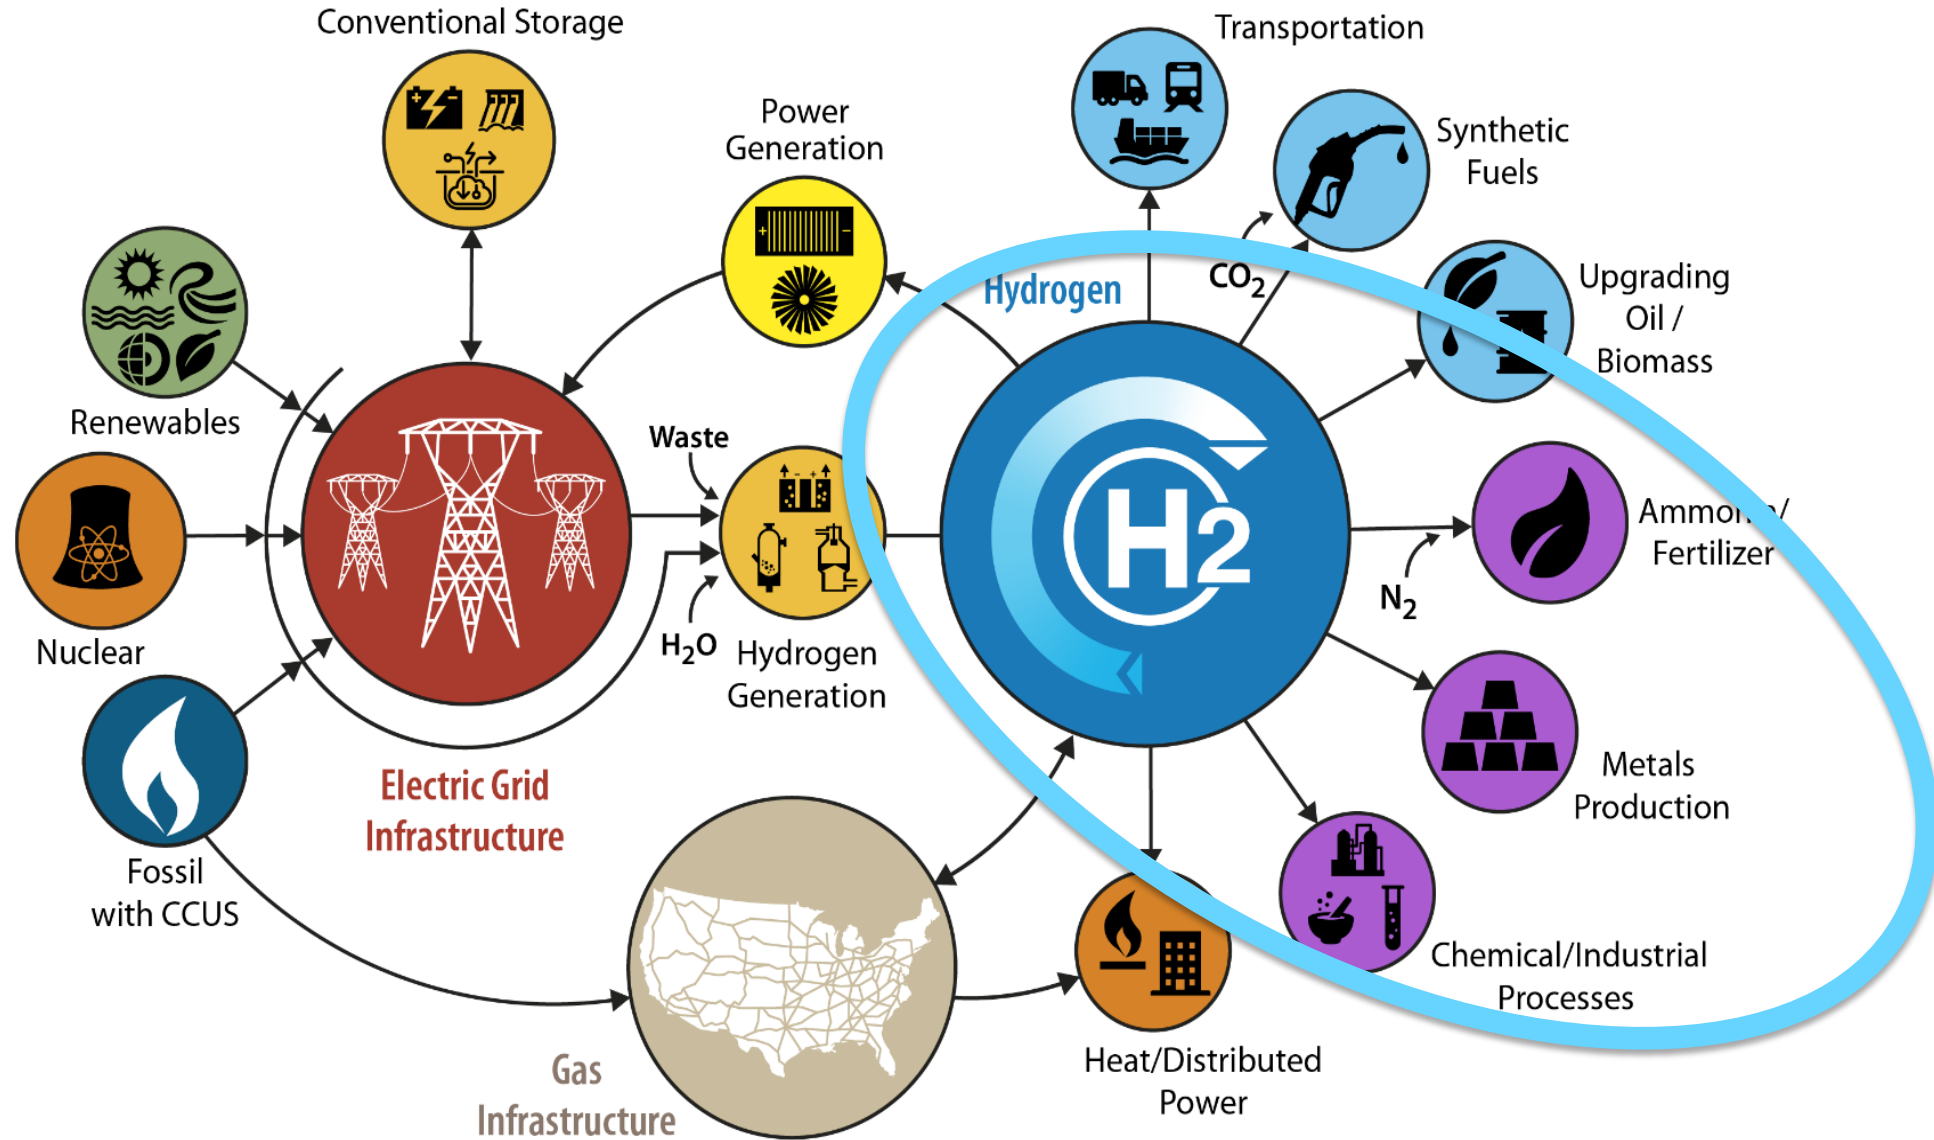 Conventional Storage
Transportation
Power
Generation
Synthetic
Fuels
Hydrogen
CO₂
Upgrading
Oil /
Biomass
Renewables
Waste
H2
Ammonia/
Fertilizer
N₂
Nuclear
H₂O
Hydrogen
Generation
Metals
Production
Electric Grid
Infrastructure
Fossil
with CCUS
Chemical/Industrial
Processes
Gas
Infrastructure
Heat/Distributed
Power